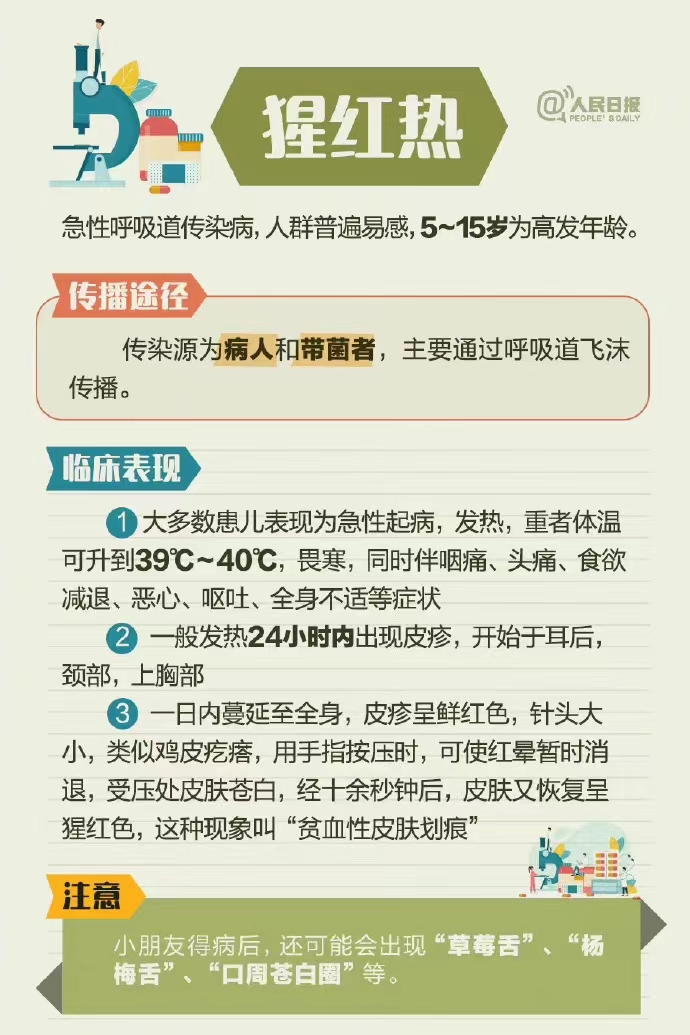 猩红热
@人民日报
PEOPLE'S DAILY
急性呼吸道传染病，人群普遍易感，5~15岁为高发年龄。
传播途径
传染源为病人和带菌者，主要通过呼吸道飞沫
传播。
临床表现
1 大多数患儿表现为急性起病，发热，重者体温
可升到39℃~40℃，畏寒，同时伴咽痛、头痛、食欲
减退、恶心、呕吐、全身不适等症状
2 一般发热24小时内出现皮疹，开始于耳后，
颈部，上胸部
3 一日内蔓延至全身，皮疹呈鲜红色，针头大
小，类似鸡皮疙瘩，用手指按压时，可使红晕暂时消
退，受压处皮肤苍白，经十余秒钟后，皮肤又恢复呈
猩红色，这种现象叫“贫血性皮肤划痕”
注意
小朋友得病后，还可能会出现“草莓舌”、“杨
梅舌”、“口周苍白圈”等。